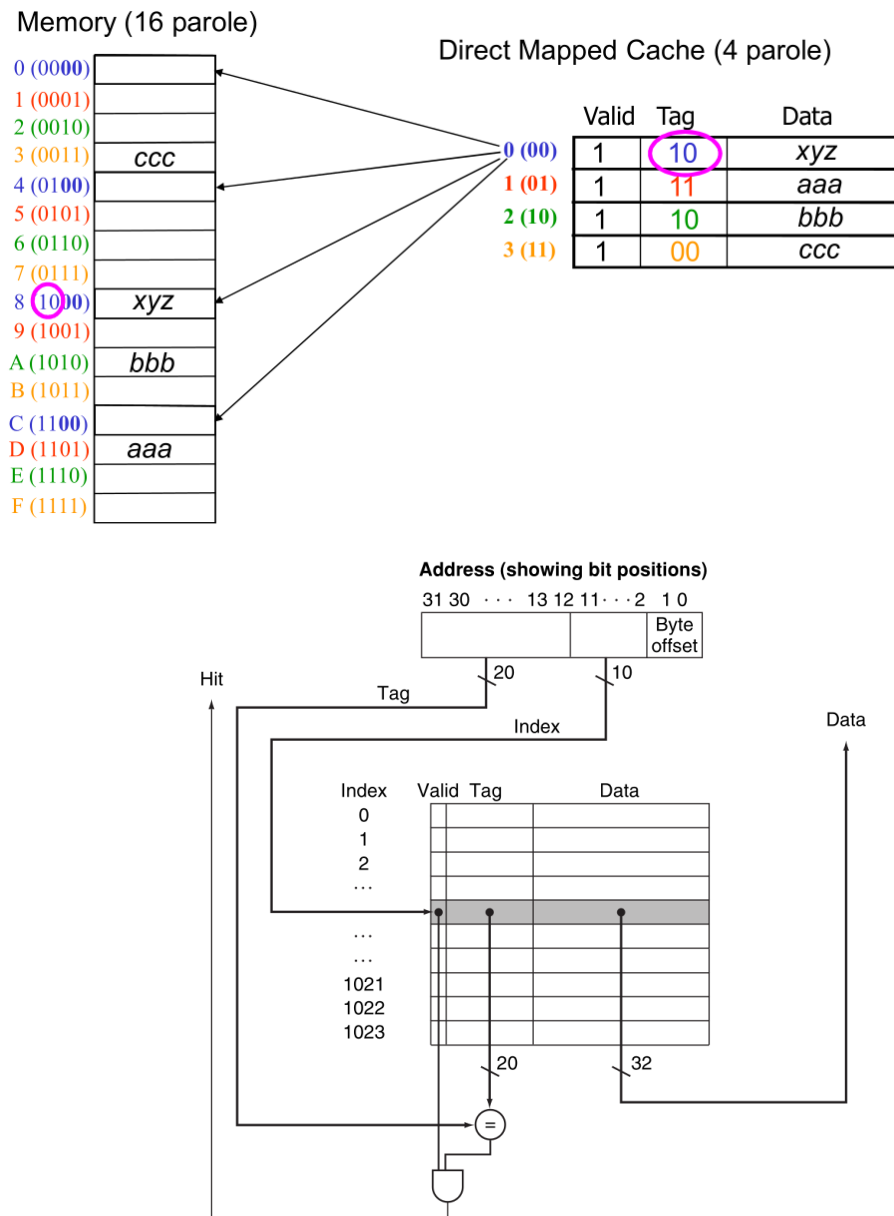 Memory (16 parole)
Direct Mapped Cache (4 parole)
0 (0000)
1 (0001)
2 (0010)
3 (0011) ccc
4 (0100)
5 (0101)
6 (0110)
7 (0111)
8 (1000) xyz
9 (1001)
A (1010) bbb
B (1011)
C (1100)
D (1101) aaa
E (1110)
F (1111)
Valid Tag Data
0 (00) 1 10 xyz
1 (01) 1 11 aaa
2 (10) 1 10 bbb
3 (11) 1 00 ccc
Address (showing bit positions)
31 30 · · · 13 12 11 · · · 2 1 0
Byte
offset
20 10
Hit
Tag
Index
Data
Index Valid Tag Data
0
1
2
...
...
...
1021
1022
1023
20 32
=